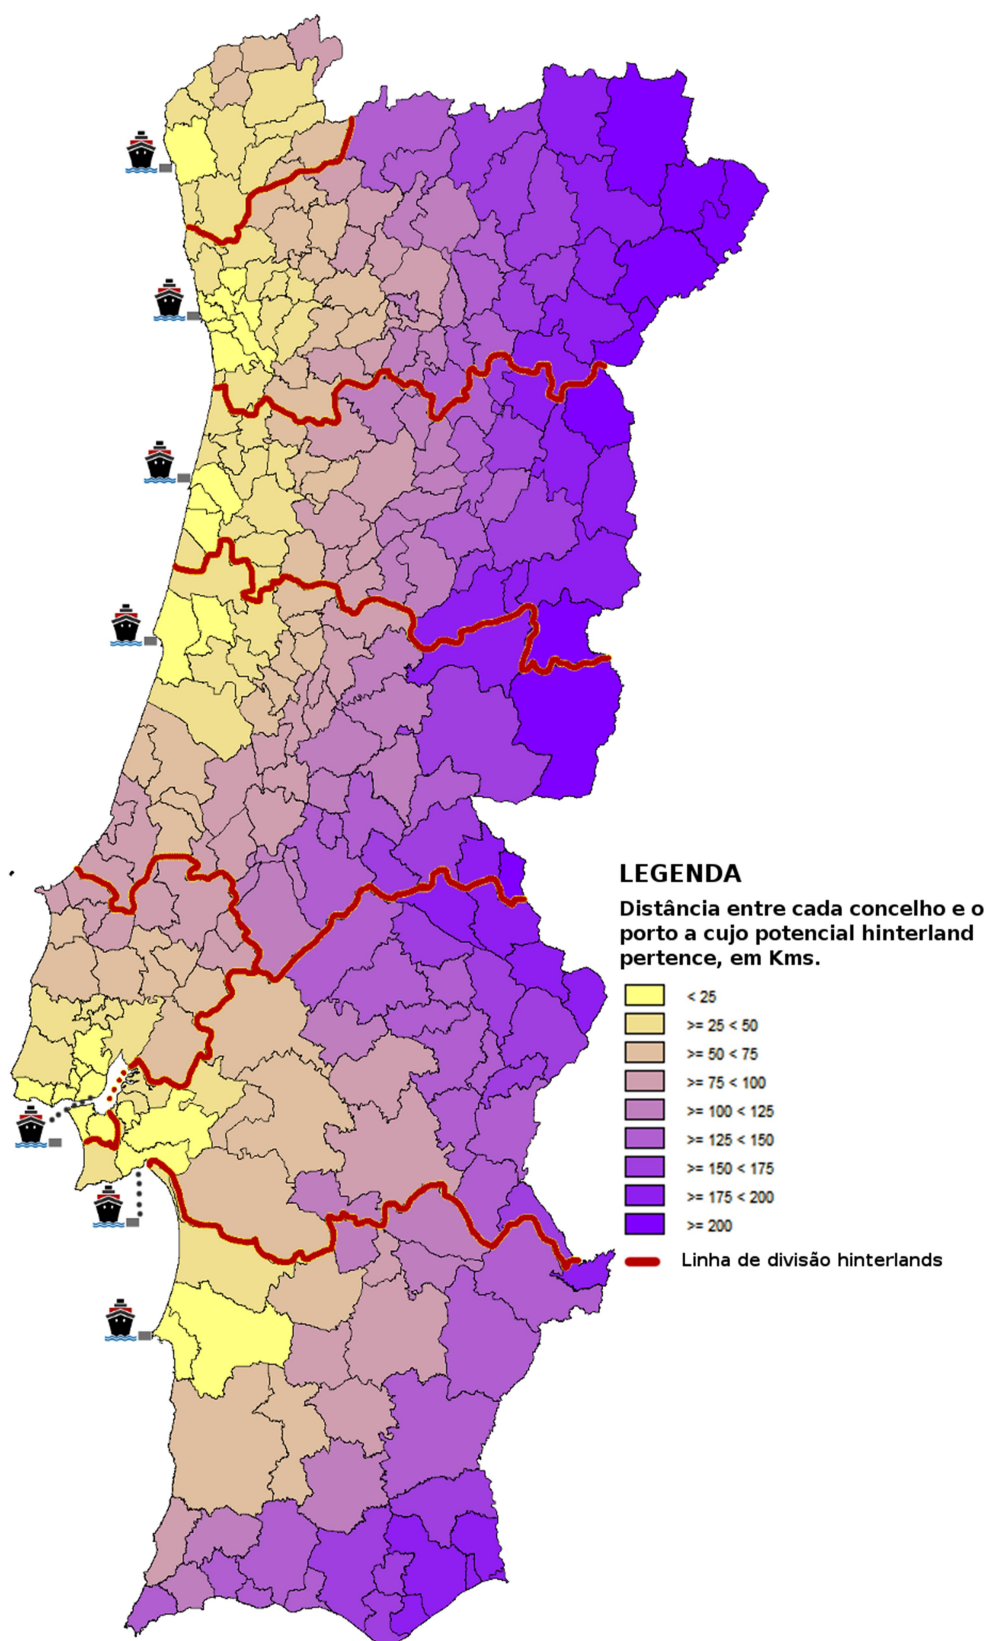 LEGENDA
Distância entre cada concelho e o
porto a cujo potencial hinterland
pertence, em Kms.
< 25
>= 25 < 50
>= 50 < 75
>= 75 < 100
>= 100 < 125
>= 125 < 150
>= 150 < 175
>= 175 < 200
>= 200
Linha de divisão hinterlands